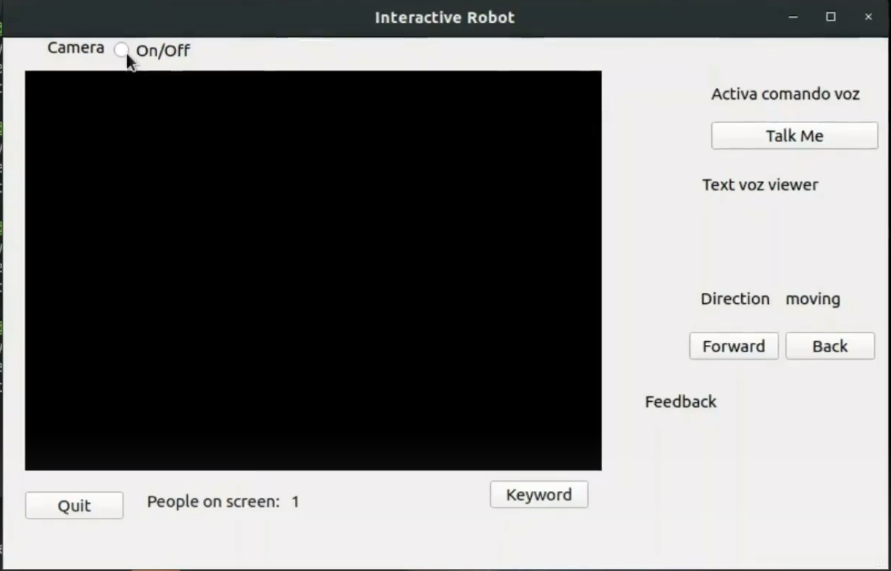 Interactive Robot
Camera On/Off
Activa comando voz
Talk Me
Text voz viewer
Direction moving
Forward Back
Feedback
Keyword
Quit People on screen: 1